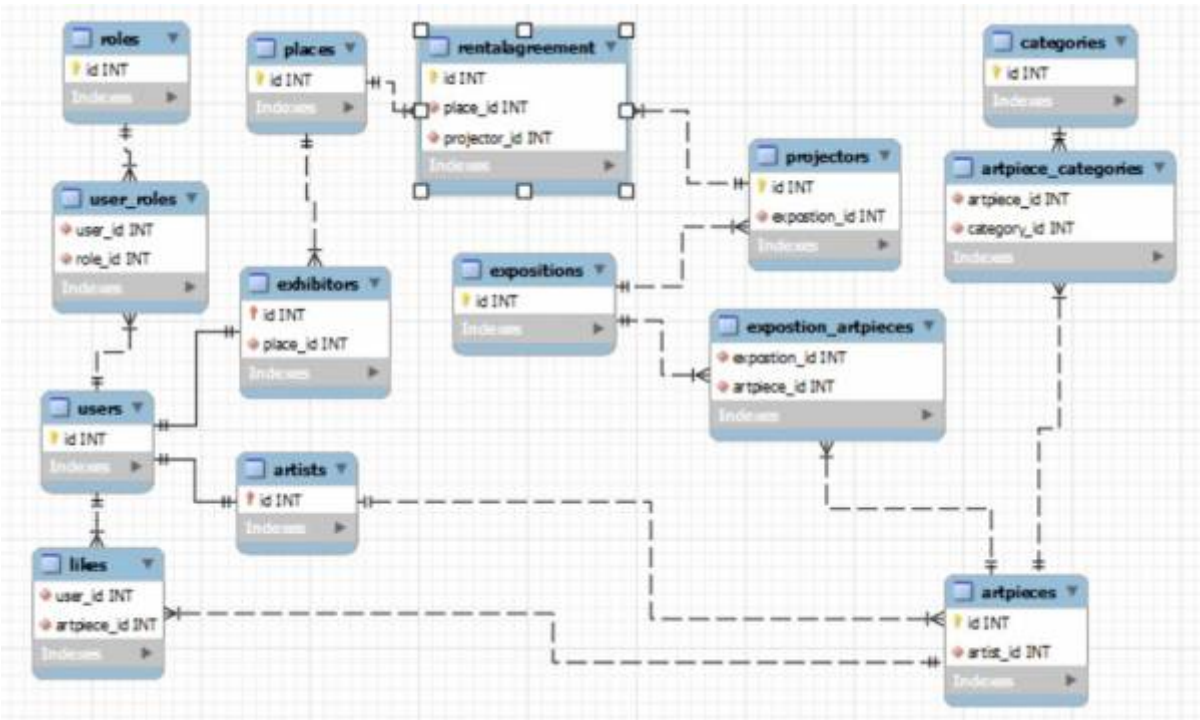 roles
id INT
Indexes
places
id INT
Indexes
rentalagreement
id INT
place_id INT
projector_id INT
Indexes
categories
id INT
Indexes
user_roles
user_id INT
role_id INT
Indexes
projectors
id INT
expostion_id INT
Indexes
artpiece_categories
artpiece_id INT
category_id INT
Indexes
exhibitors
id INT
place_id INT
Indexes
expositions
id INT
Indexes
expostion_artpieces
expostion_id INT
artpiece_id INT
Indexes
users
id INT
Indexes
artists
id INT
Indexes
likes
user_id INT
artpiece_id INT
Indexes
artpieces
id INT
artist_id INT
Indexes